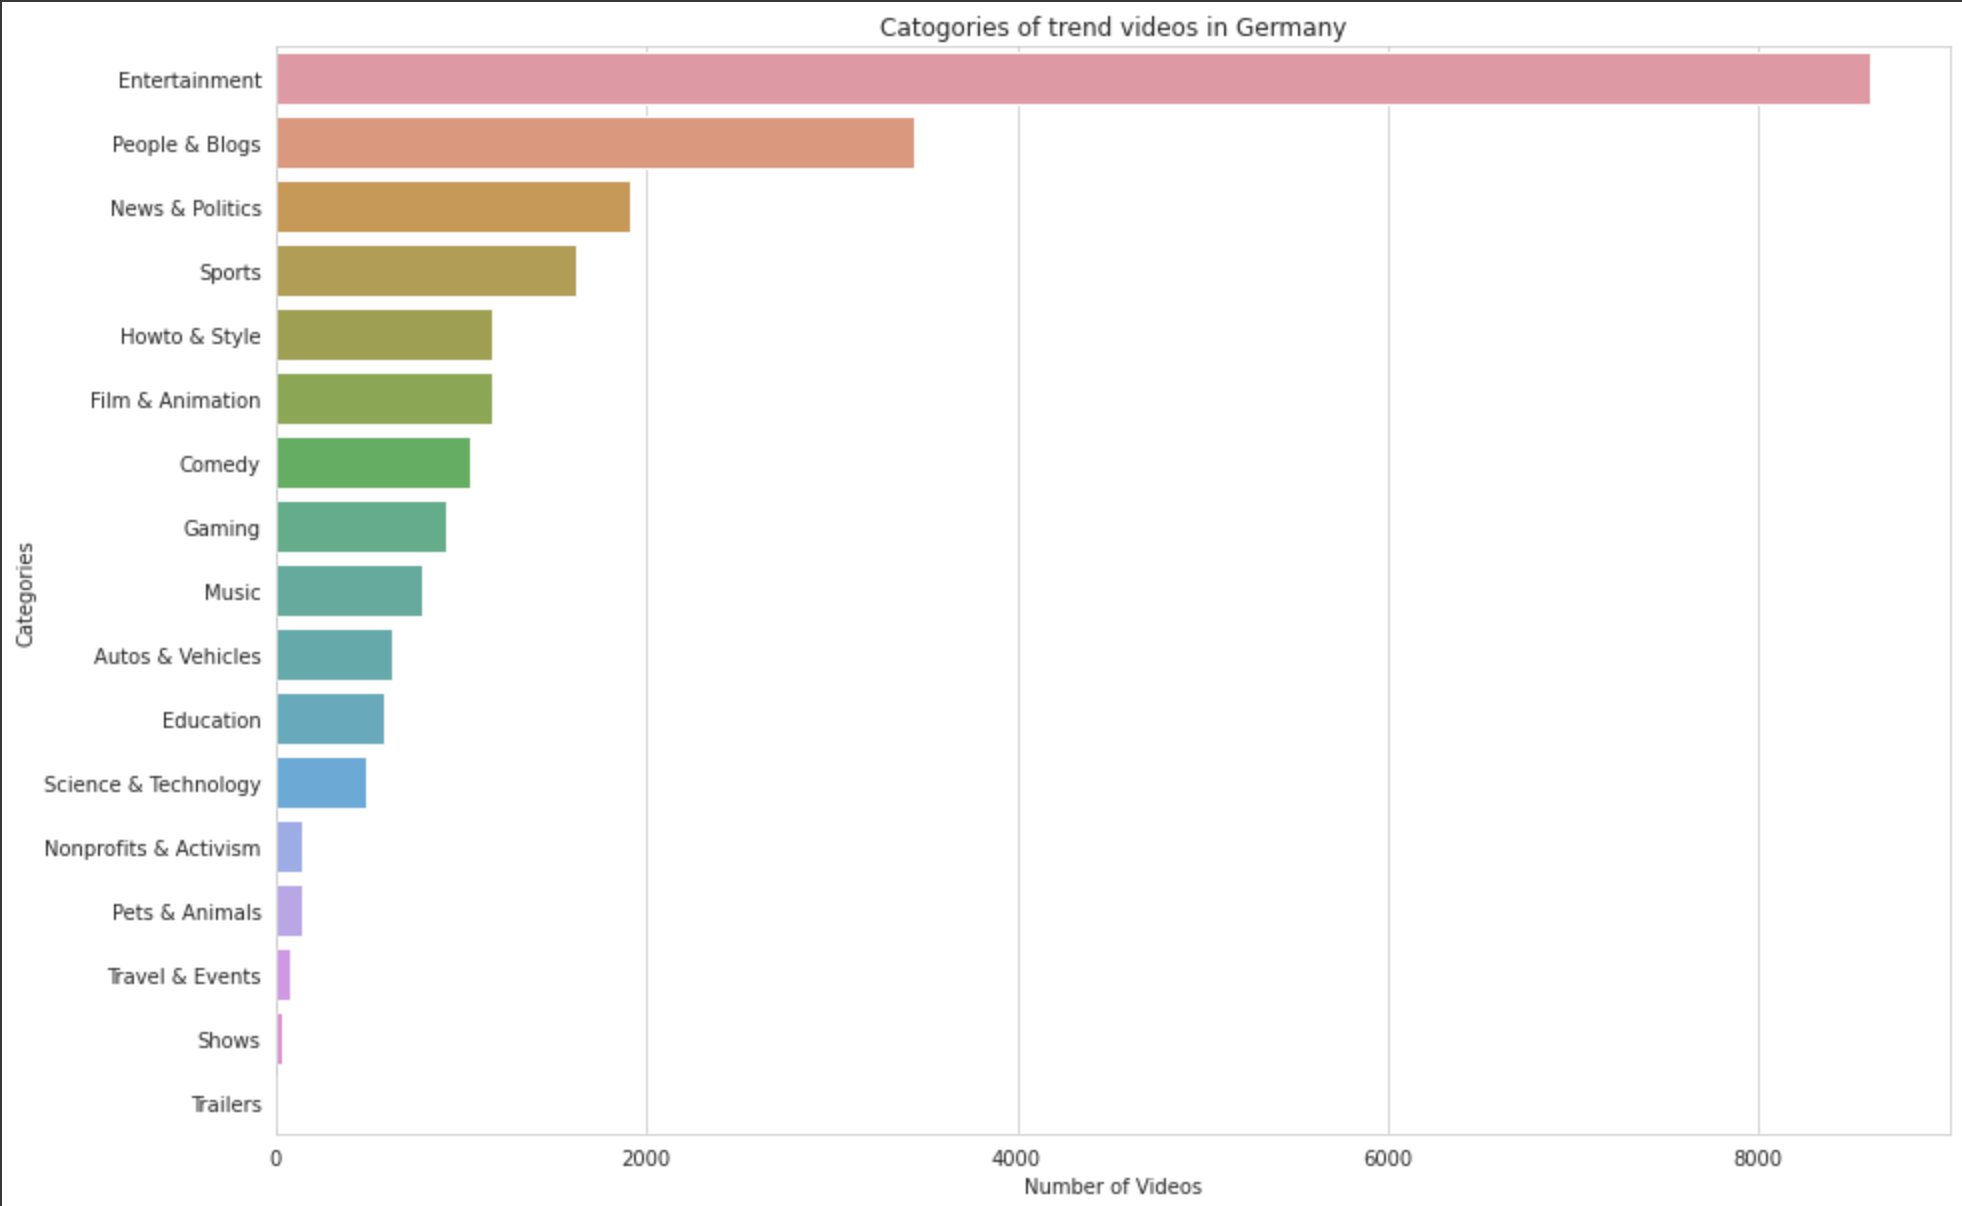 Catogories of trend videos in Germany
Entertainment
People & Blogs
News & Politics
Sports
Howto & Style
Film & Animation
Comedy
Gaming
Music
Autos & Vehicles
Education
Science & Technology
Nonprofits & Activism
Pets & Animals
Travel & Events
Shows
Trailers
Categories
0 2000 4000 6000 8000
Number of Videos